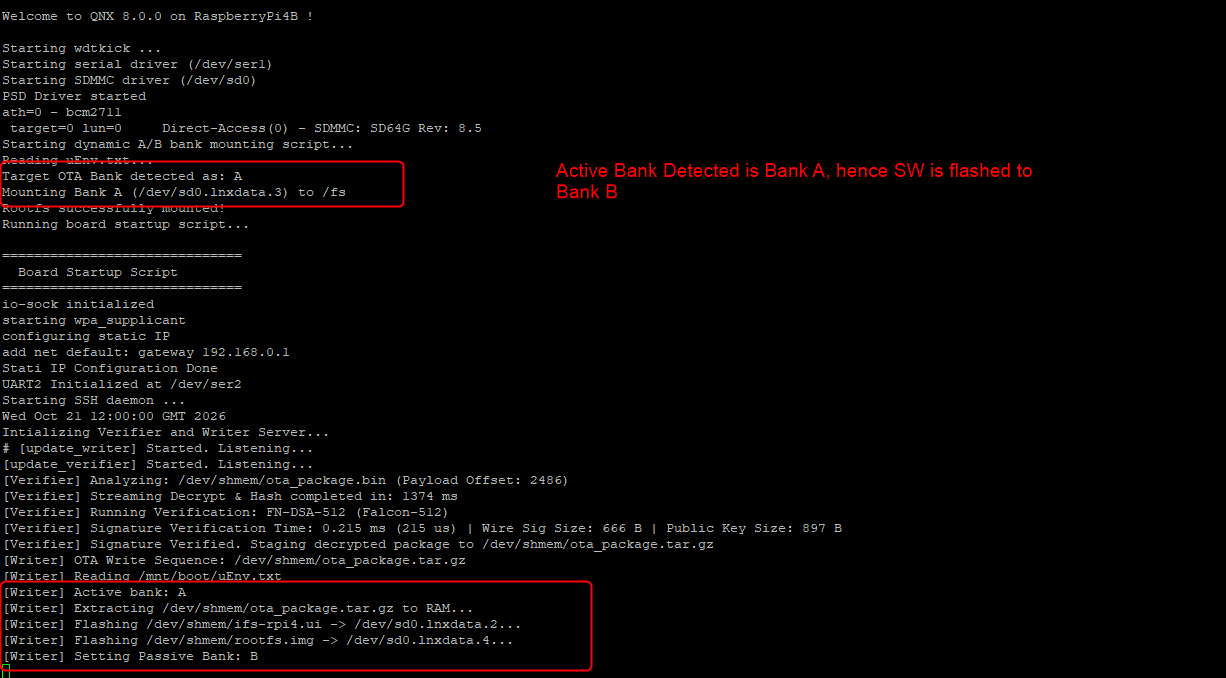 Welcome to QNX 8.0.0 on RaspberryPi4B !
Starting wdtkick ...
Starting serial driver (/dev/ser1)
Starting SDMMC driver (/dev/sd0)
PSD Driver started
ath=0 - bcm2711
 target=0 lun=0     Direct-Access(0) - SDMMC: SD64G Rev: 8.5
Starting dynamic A/B bank mounting script...
Reading uEnv.txt...
Target OTA Bank detected as: A
Active Bank Detected is Bank A, hence SW is flashed to
Bank B
Mounting Bank A (/dev/sd0.lnxdata.3) to /fs
Rootfs successfully mounted!
Running board startup script...
==============================
  Board Startup Script
==============================
io-sock initialized
starting wpa_supplicant
configuring static IP
add net default: gateway 192.168.0.1
Stati IP Configuration Done
UART2 Initialized at /dev/ser2
Starting SSH daemon ...
Wed Oct 21 12:00:00 GMT 2026
Intializing Verifier and Writer Server...
# [update_writer] Started. Listening...
[update_verifier] Started. Listening...
[Verifier] Analyzing: /dev/shmem/ota_package.bin (Payload Offset: 2486)
[Verifier] Streaming Decrypt & Hash completed in: 1374 ms
[Verifier] Running Verification: FN-DSA-512 (Falcon-512)
[Verifier] Signature Verification Time: 0.215 ms (215 us) | Wire Sig Size: 666 B | Public Key Size: 897 B
[Verifier] Signature Verified. Staging decrypted package to /dev/shmem/ota_package.tar.gz
[Writer] OTA Write Sequence: /dev/shmem/ota_package.tar.gz
[Writer] Reading /mnt/boot/uEnv.txt
[Writer] Active bank: A
[Writer] Extracting /dev/shmem/ota_package.tar.gz to RAM...
[Writer] Flashing /dev/shmem/ifs-rpi4.ui -> /dev/sd0.lnxdata.2...
[Writer] Flashing /dev/shmem/rootfs.img -> /dev/sd0.lnxdata.4...
[Writer] Setting Passive Bank: B